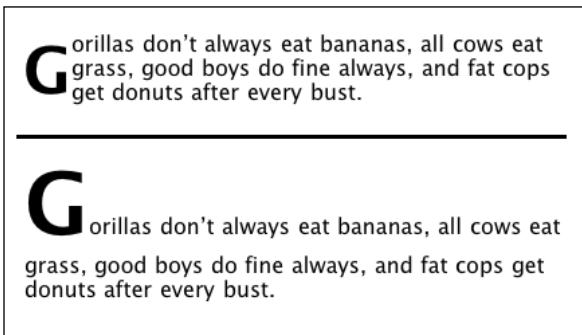 Gorillas don't always eat bananas, all cows eat
grass, good boys do fine always, and fat cops
get donuts after every bust.
Gorillas don't always eat bananas, all cows eat
grass, good boys do fine always, and fat cops get
donuts after every bust.